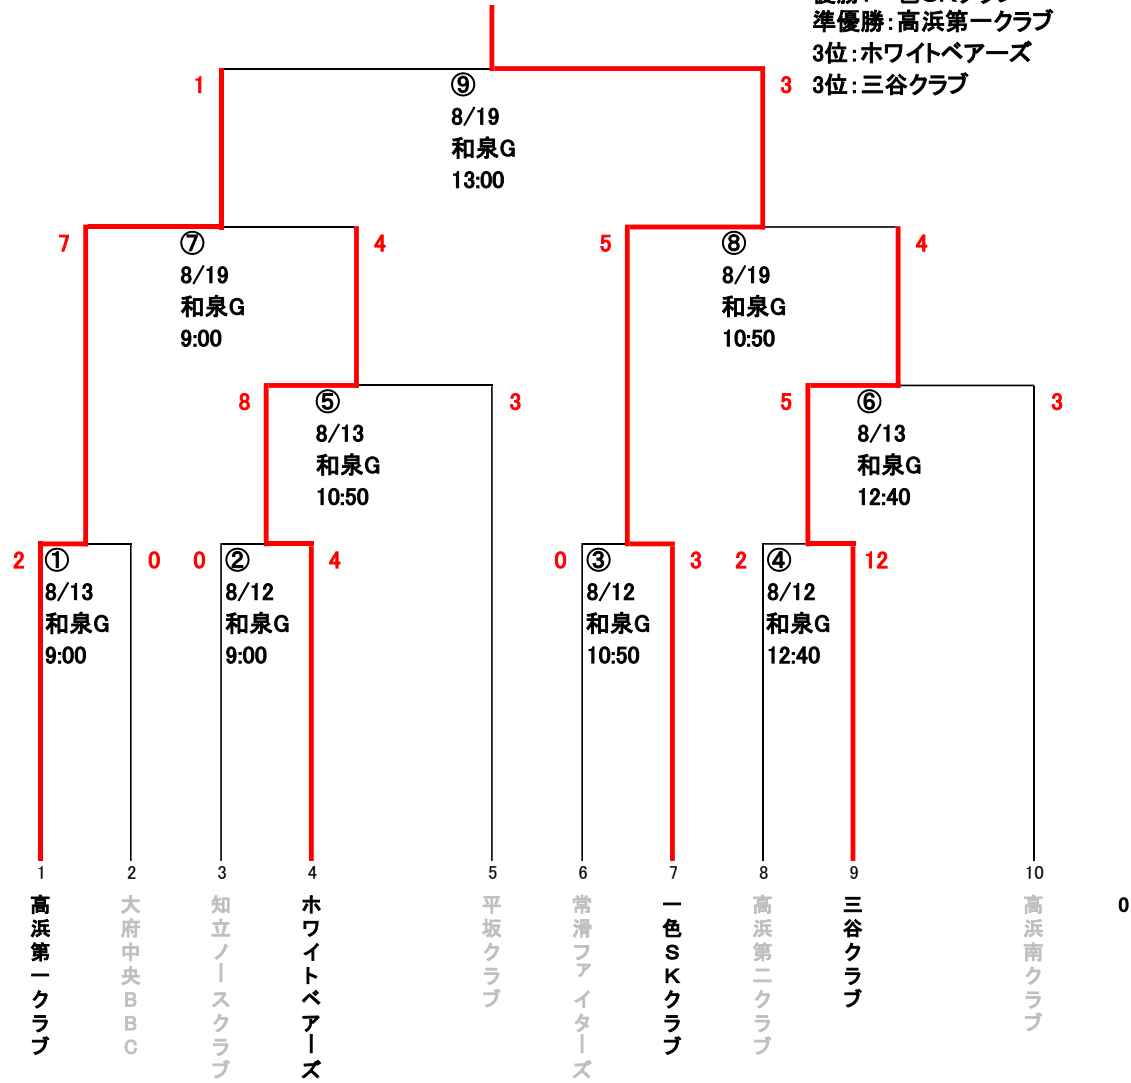 準優勝：高浜第一クラブ
3位：ホワイトベアーズ
3位：三谷クラブ
1
⑨
3
8/19
和泉G
13:00
7
⑦
4
5
⑧
4
8/19
和泉G
9:00
8/19
和泉G
10:50
8
⑤
3
5
⑥
3
8/13
和泉G
10:50
8/13
和泉G
12:40
2
①
0
0
②
4
0
③
3
2
④
12
8/13
和泉G
9:00
8/12
和泉G
9:00
8/12
和泉G
10:50
8/12
和泉G
12:40
1
2
3
4
5
6
7
8
9
10
高浜第一クラブ
大府中央BBC
知立ノースクラブ
ホワイトベアーズ
平坂クラブ
常滑ファイターズ
一色SKクラブ
高浜第二クラブ
三谷クラブ
高浜南クラブ
0